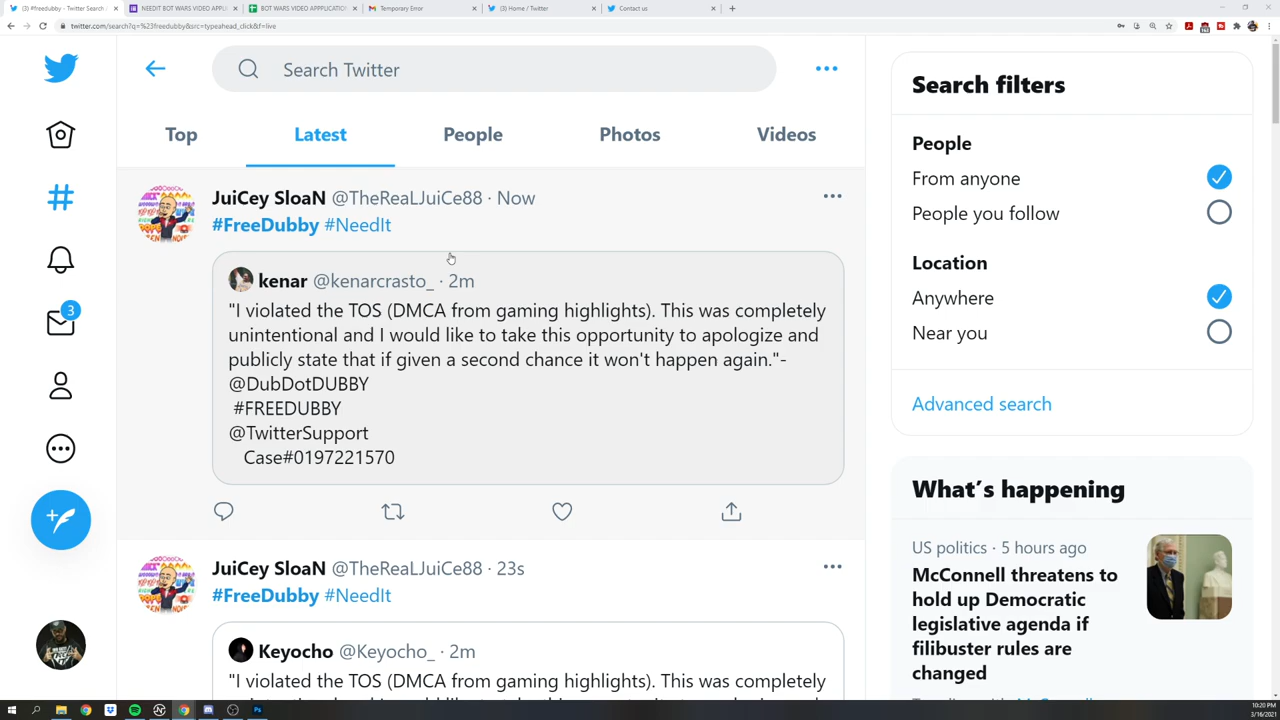 (3) #freedubby - Twitter Search /
NEEDIT BOT WARS VIDEO APPL
BOT WARS VIDEO APPPLICATION
Temporary Error
(3) Home / Twitter
Contact us
twitter.com/search?q=%23freedubby&src=typeahead_click&f=live
Search Twitter
Top
Latest
People
Photos
Videos
JuiCey SloaN @TheReaLJuiCe88 · Now
#FreeDubby #NeedIt
kenar @kenarcrasto_ · 2m
"I violated the TOS (DMCA from gaming highlights). This was completely
unintentional and I would like to take this opportunity to apologize and
publicly state that if given a second chance it won't happen again."-
@DubDotDUBBY
#FREEDUBBY
@TwitterSupport
Case#0197221570
3
JuiCey SloaN @TheReaLJuiCe88 · 23s
#FreeDubby #NeedIt
Keyocho @Keyocho_ · 2m
"I violated the TOS (DMCA from gaming highlights). This was completely
Search filters
People
From anyone
People you follow
Location
Anywhere
Near you
Advanced search
What's happening
US politics · 5 hours ago
McConnell threatens to
hold up Democratic
legislative agenda if
filibuster rules are
changed
10:20 PM
3/16/2021